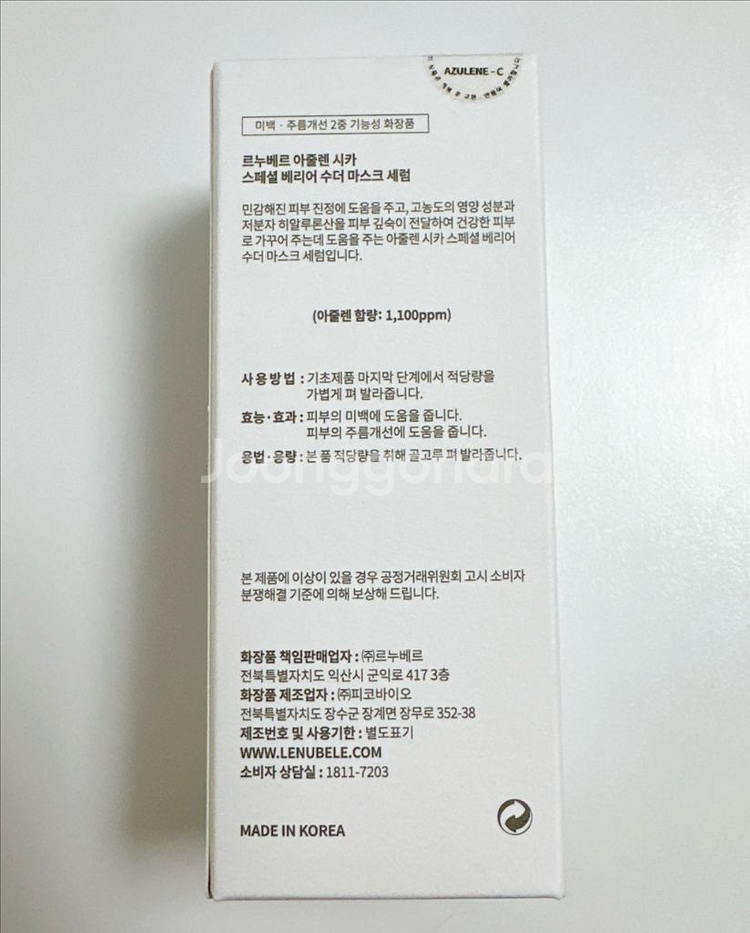 AZULENE - C
미백 · 주름개선 2중 기능성 화장품
르누베르 아줄렌 시카
스페셜 베리어 수더 마스크 세럼
민감해진 피부 진정에 도움을 주고, 고농도의 영양 성분과
저분자 히알루론산을 피부 깊숙이 전달하여 건강한 피부
로 가꾸어 주는데 도움을 주는 아줄렌 시카 스페셜 베리어
수더 마스크 세럼입니다.
(아줄렌 함량: 1,100ppm)
사용방법 : 기초제품 마지막 단계에서 적당량을
가볍게 펴 발라줍니다.
효능·효과 : 피부의 미백에 도움을 줍니다.
피부의 주름개선에 도움을 줍니다.
용법·용량 : 본 품 적당량을 취해 골고루 펴 발라줍니다.
Joonggonara
본 제품에 이상이 있을 경우 공정거래위원회 고시 소비자
분쟁해결 기준에 의해 보상해 드립니다.
화장품 책임판매업자 : ㈜르누베르
전북특별자치도 익산시 군익로 417 3층
화장품 제조업자 : ㈜피코바이오
전북특별자치도 장수군 장계면 장무로 352-38
제조번호 및 사용기한 : 별도표기
WWW.LENUBELE.COM
소비자 상담실 : 1811-7203
MADE IN KOREA